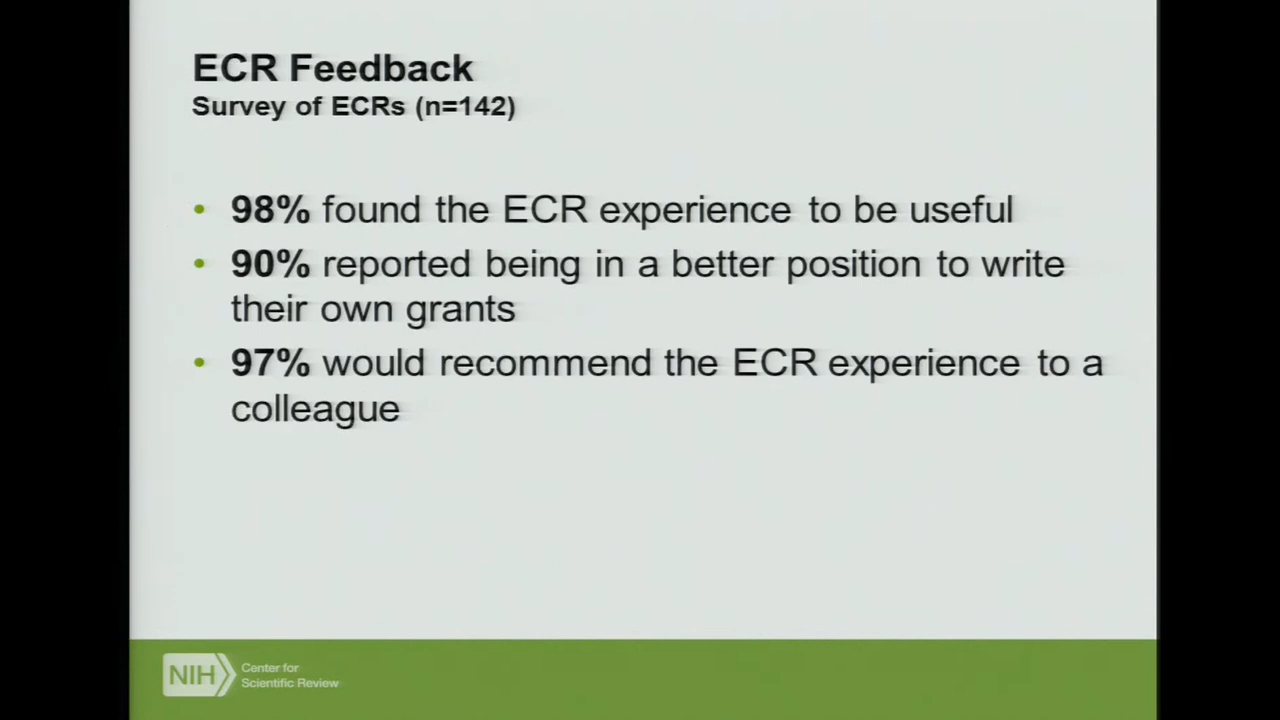 ECR Feedback
Survey of ECRs (n=142)
• 98% found the ECR experience to be useful
• 90% reported being in a better position to write
their own grants
• 97% would recommend the ECR experience to a
colleague
NIH
Center for
Scientific Review